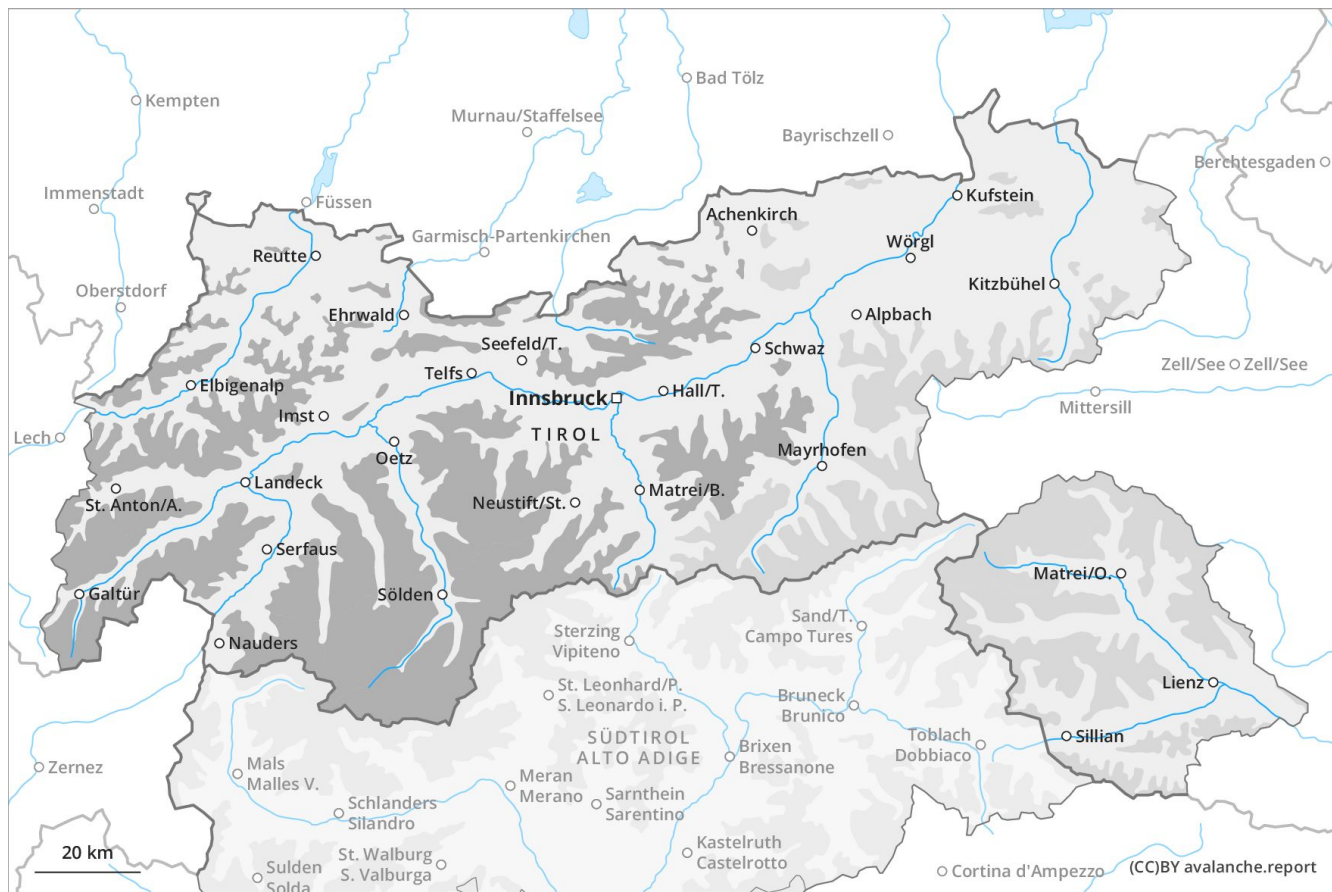 Bad Tölz
Kempten
Murnau/Staffelsee
Bayrischzell
Berchtesgaden
Immenstadt
Füssen
Kufstein
Achenkirch
Garmisch-Partenkirchen
Wörgl
Reutte
Oberstdorf
Kitzbühel
Ehrwald
Alpbach
Seefeld/T.
Schwaz
Zell/See
Zell/See
Telfs
Elbigenalp
Hall/T.
Innsbruck
Mittersill
Imst
TIROL
Lech
Mayrhofen
Oetz
Landeck
Matrei/B.
St. Anton/A.
Neustift/St.
Serfaus
Matrei/O.
Galtür
Sölden
Sand/T.
Campo Tures
Sterzing
Vipiteno
Nauders
Lienz
St. Leonhard/P.
S. Leonardo i. P.
Bruneck
Brunico
SÜDTIROL
ALTO ADIGE
Sillian
Toblach
Dobbiaco
Brixen
Bressanone
Zernez
Mals
Malles V.
Meran
Merano
Sarnthein
Sarentino
Schlanders
Silandro
Kastelruth
Castelrotto
20 km
St. Walburg
S. Valburga
Sulden
Solda
Cortina d'Ampezzo
(CC)BY avalanche.report